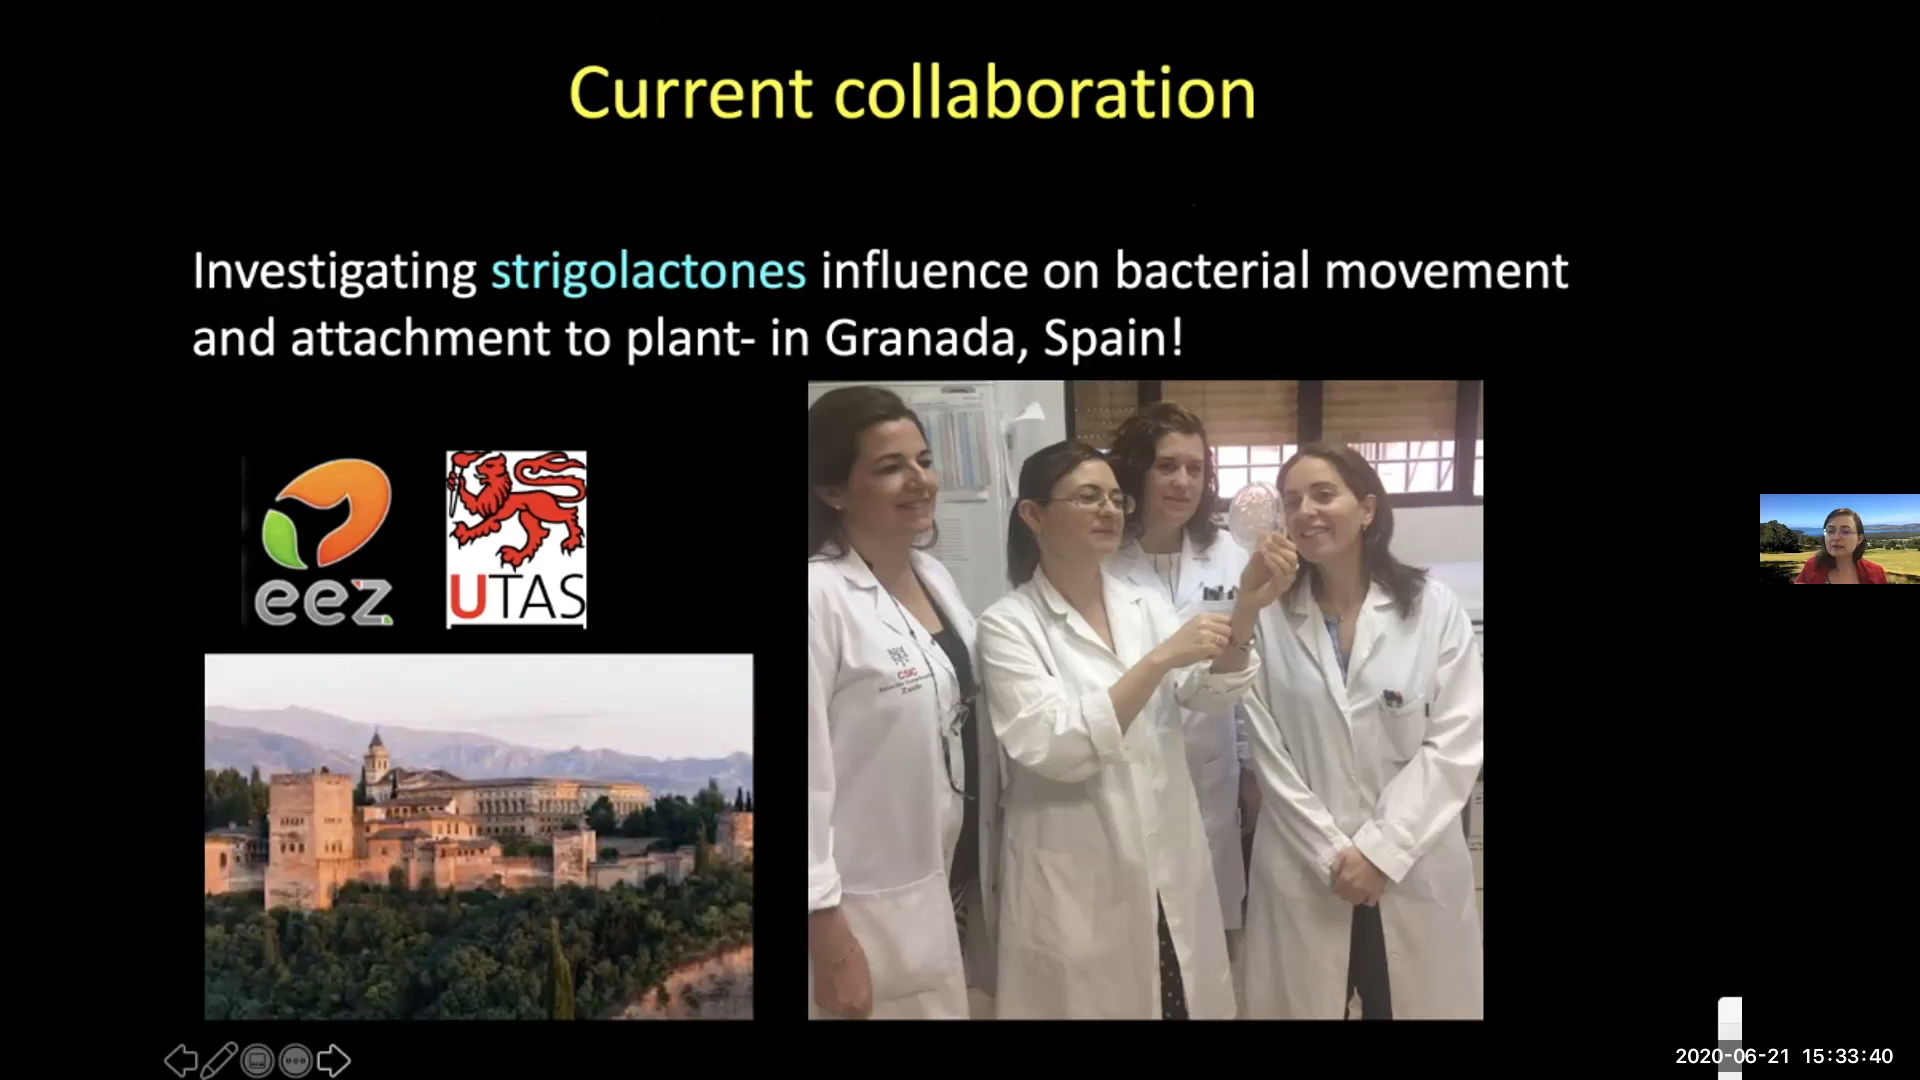 Current collaboration
Investigating strigolactones influence on bacterial movement
and attachment to plant- in Granada, Spain!
eez
UTAS
CSIC
2020-06-21 15:33:40